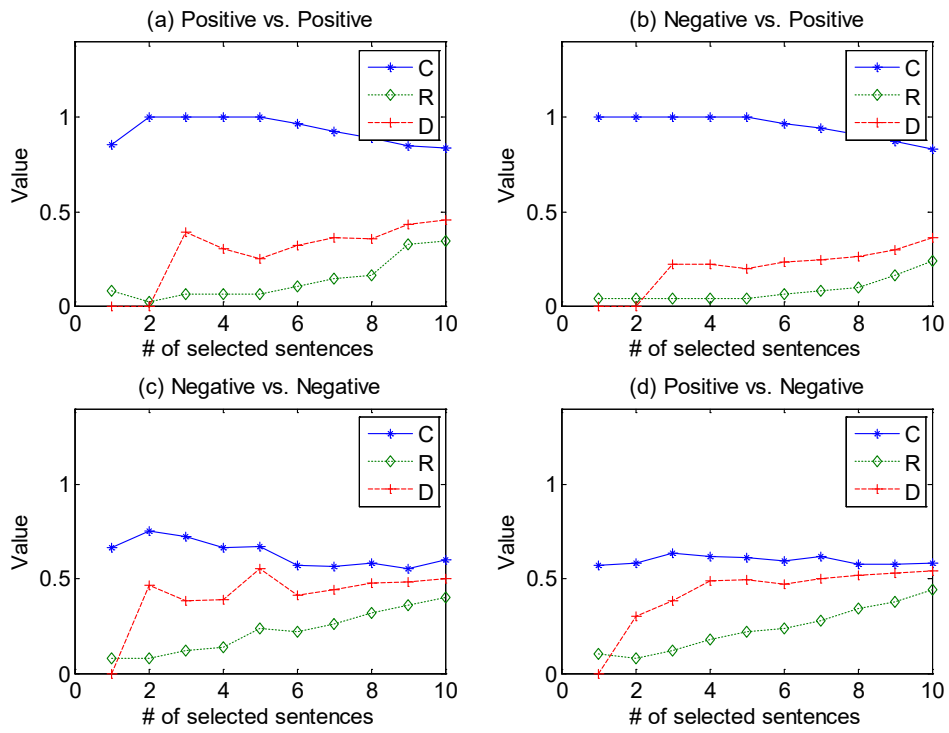 (a) Positive vs. Positive
C
R
D
1
0.5
0
Value
0 2 4 6 8 10
# of selected sentences
(b) Negative vs. Positive
C
R
D
1
0.5
0
Value
0 2 4 6 8 10
# of selected sentences
(c) Negative vs. Negative
C
R
D
1
0.5
0
Value
0 2 4 6 8 10
# of selected sentences
(d) Positive vs. Negative
C
R
D
1
0.5
0
Value
0 2 4 6 8 10
# of selected sentences